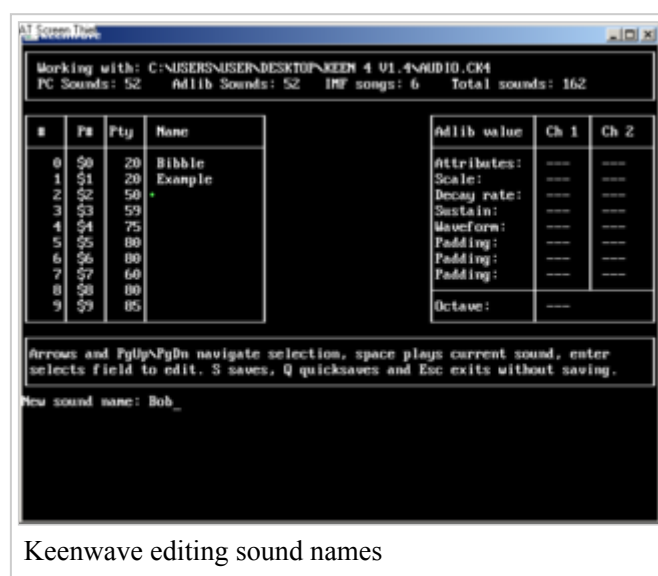 AT Screen Thief
Keenwave
Working with: C:\USERS\USER\DESKTOP\KEEN 4 V1.4\AUDIO.CK4
PC Sounds: 52 Adlib Sounds: 52 IMF songs: 6 Total sounds: 162
# P# Pty Name Adlib value Ch 1 Ch 2
0 $0 20 Bibble Attributes: --- ---
1 $1 20 Example Scale: --- ---
2 $2 50 Decay rate: --- ---
3 $3 59 Sustain: --- ---
4 $4 75 Waveform: --- ---
5 $5 80 Padding: --- ---
6 $6 80 Padding: --- ---
7 $7 60 Padding: --- ---
8 $8 80
9 $9 85 Octave: ---
Arrows and PgUp\PgDn navigate selection, space plays current sound, enter
selects field to edit. S saves, Q quicksaves and Esc exits without saving.
New sound name: Bob_
Keenwave editing sound names